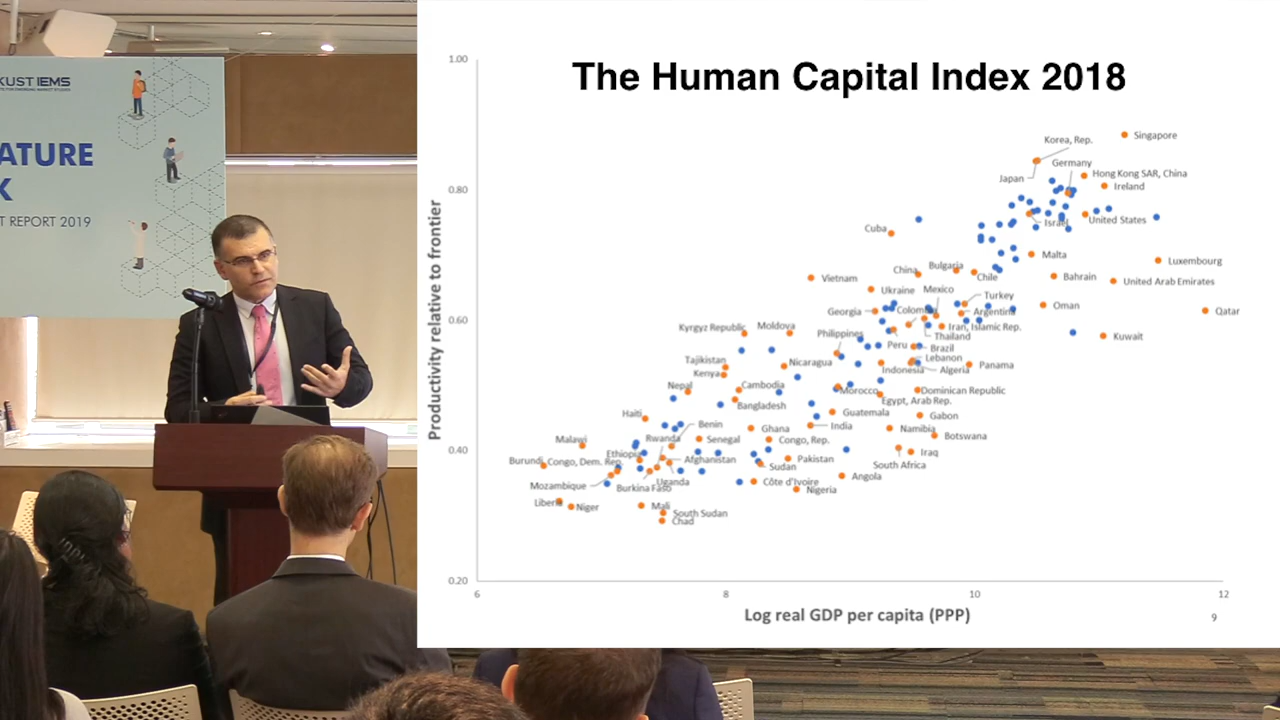 KUST IEMS
ATURE
K
T REPORT 2019
The Human Capital Index 2018
Productivity relative to frontier
1.00
0.80
0.60
0.40
0.20
Singapore
Korea, Rep.
Germany
Japan
Hong Kong SAR, China
Ireland
United States
Israel
Cuba
Malta
Luxembourg
China
Bulgaria
Chile
Bahrain
United Arab Emirates
Vietnam
Ukraine
Mexico
Turkey
Oman
Qatar
Georgia
Colombia
Argentina
Kyrgyz Republic
Moldova
Philippines
Iran, Islamic Rep.
Thailand
Kuwait
Peru
Brazil
Lebanon
Tajikistan
Kenya
Nicaragua
Indonesia
Algeria
Panama
Nepal
Cambodia
Morocco
Dominican Republic
Egypt, Arab Rep.
Bangladesh
Haiti
Guatemala
Gabon
Benin
Ghana
India
Namibia
Botswana
Malawi
Rwanda
Senegal
Congo, Rep.
Iraq
Burundi
Congo, Dem. Rep.
Ethiopia
Afghanistan
Pakistan
South Africa
Sudan
Mozambique
Burkina Faso
Uganda
Côte d'Ivoire
Nigeria
Angola
Liberia
Niger
Mali
South Sudan
Chad
6
8
10
12
Log real GDP per capita (PPP)
9